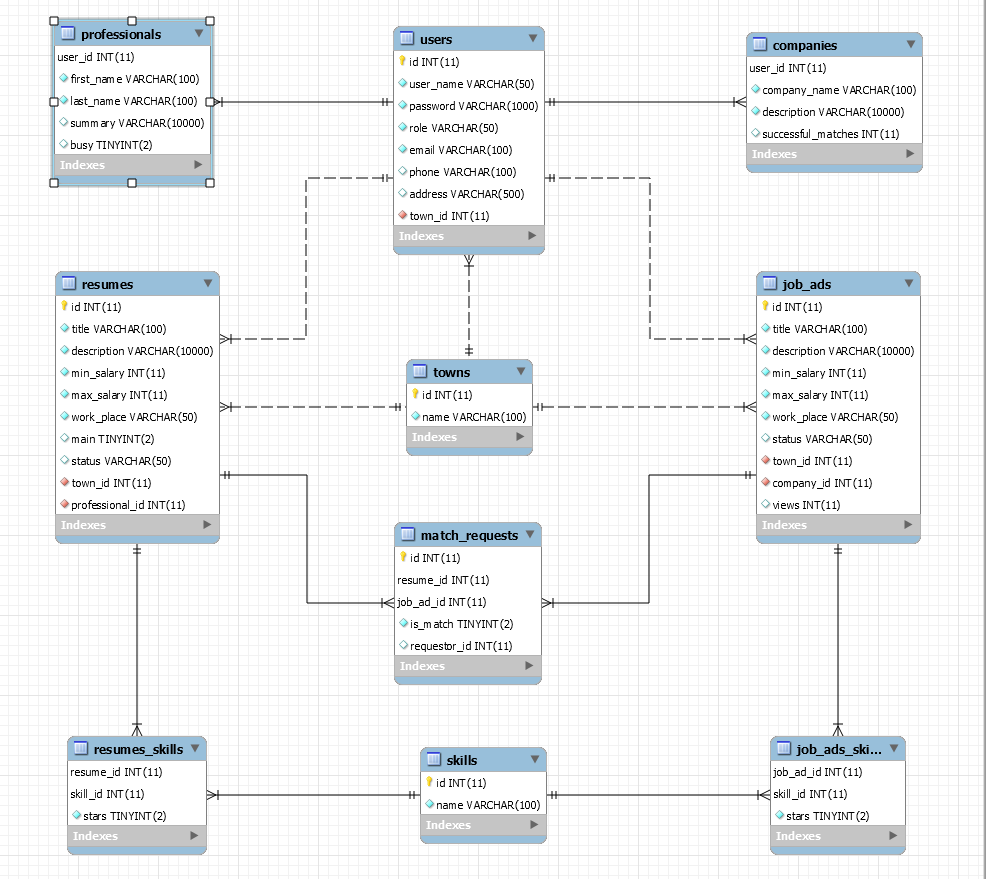 professionals
user_id INT(11)
first_name VARCHAR(100)
last_name VARCHAR(100)
summary VARCHAR(10000)
busy TINYINT(2)
Indexes
users
id INT(11)
user_name VARCHAR(50)
password VARCHAR(1000)
role VARCHAR(50)
email VARCHAR(100)
phone VARCHAR(100)
address VARCHAR(500)
town_id INT(11)
Indexes
companies
user_id INT(11)
company_name VARCHAR(100)
description VARCHAR(10000)
successful_matches INT(11)
Indexes
resumes
id INT(11)
title VARCHAR(100)
description VARCHAR(10000)
min_salary INT(11)
max_salary INT(11)
work_place VARCHAR(50)
main TINYINT(2)
status VARCHAR(50)
town_id INT(11)
professional_id INT(11)
Indexes
towns
id INT(11)
name VARCHAR(100)
Indexes
job_ads
id INT(11)
title VARCHAR(100)
description VARCHAR(10000)
min_salary INT(11)
max_salary INT(11)
work_place VARCHAR(50)
status VARCHAR(50)
town_id INT(11)
company_id INT(11)
views INT(11)
Indexes
match_requests
id INT(11)
resume_id INT(11)
job_ad_id INT(11)
is_match TINYINT(2)
requestor_id INT(11)
Indexes
resumes_skills
resume_id INT(11)
skill_id INT(11)
stars TINYINT(2)
Indexes
skills
id INT(11)
name VARCHAR(100)
Indexes
job_ads_ski...
job_ad_id INT(11)
skill_id INT(11)
stars TINYINT(2)
Indexes